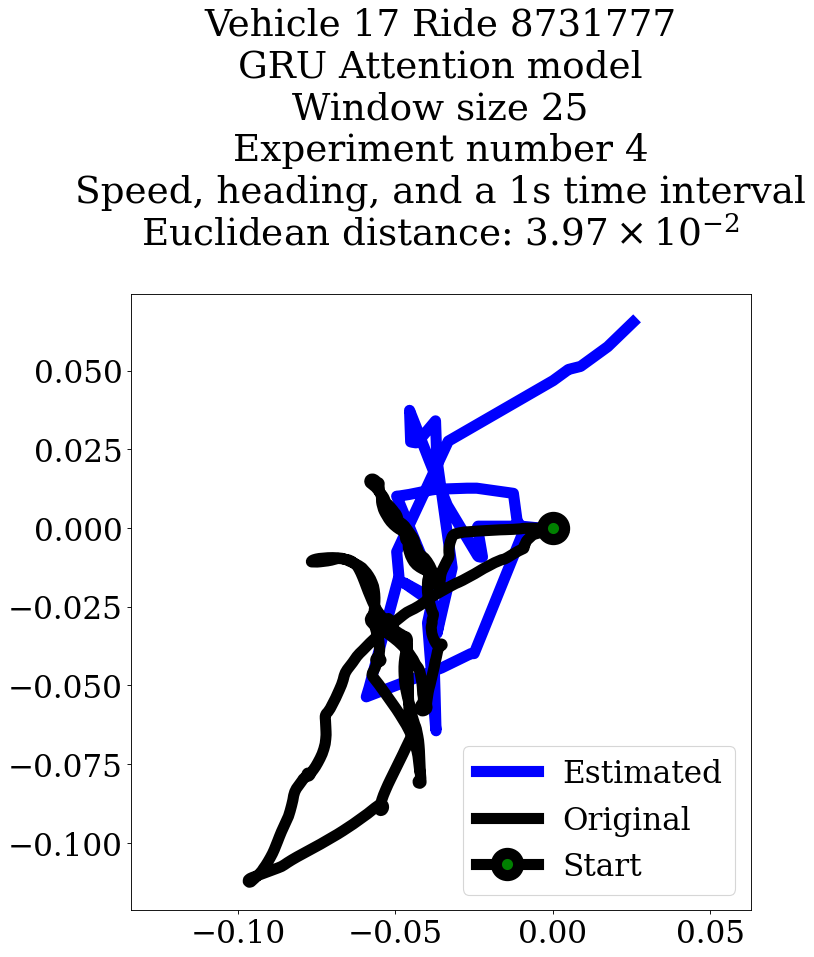 Vehicle 17 Ride 8731777
GRU Attention model
Window size 25
Experiment number 4
Speed, heading, and a 1s time interval
Euclidean distance: 3.97 × 10⁻²
0.050
0.025
0.000
−0.025
−0.050
−0.075
−0.100
Estimated
Original
Start
−0.10
−0.05
0.00
0.05